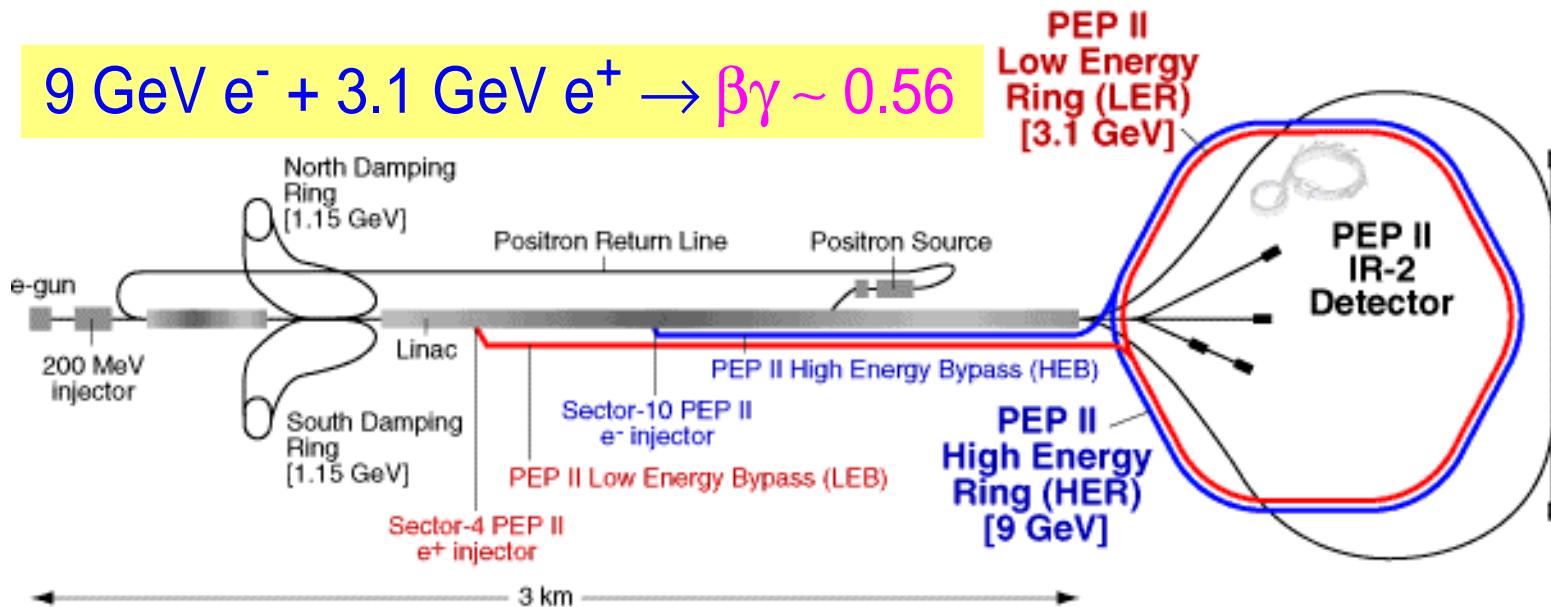 9 GeV e⁻ + 3.1 GeV e⁺ → βγ ~ 0.56
PEP II
Low Energy
Ring (LER)
[3.1 GeV]
North Damping
Ring
[1.15 GeV]
Positron Return Line
Positron Source
PEP II
IR-2
Detector
e-gun
200 MeV
injector
Linac
PEP II High Energy Bypass (HEB)
Sector-10 PEP II
e⁻ injector
South Damping
Ring
[1.15 GeV]
PEP II Low Energy Bypass (LEB)
PEP II
High Energy
Ring (HER)
[9 GeV]
Sector-4 PEP II
e⁺ injector
3 km